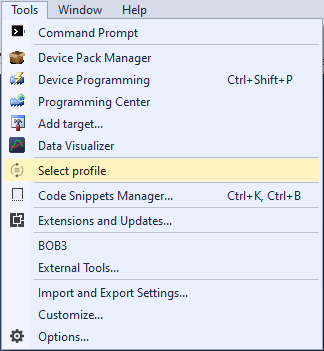 Tools Window Help
Command Prompt
Device Pack Manager
Device Programming Ctrl+Shift+P
Programming Center
Add target...
Data Visualizer
Select profile
Code Snippets Manager... Ctrl+K, Ctrl+B
Extensions and Updates...
BOB3
External Tools...
Import and Export Settings...
Customize...
Options...